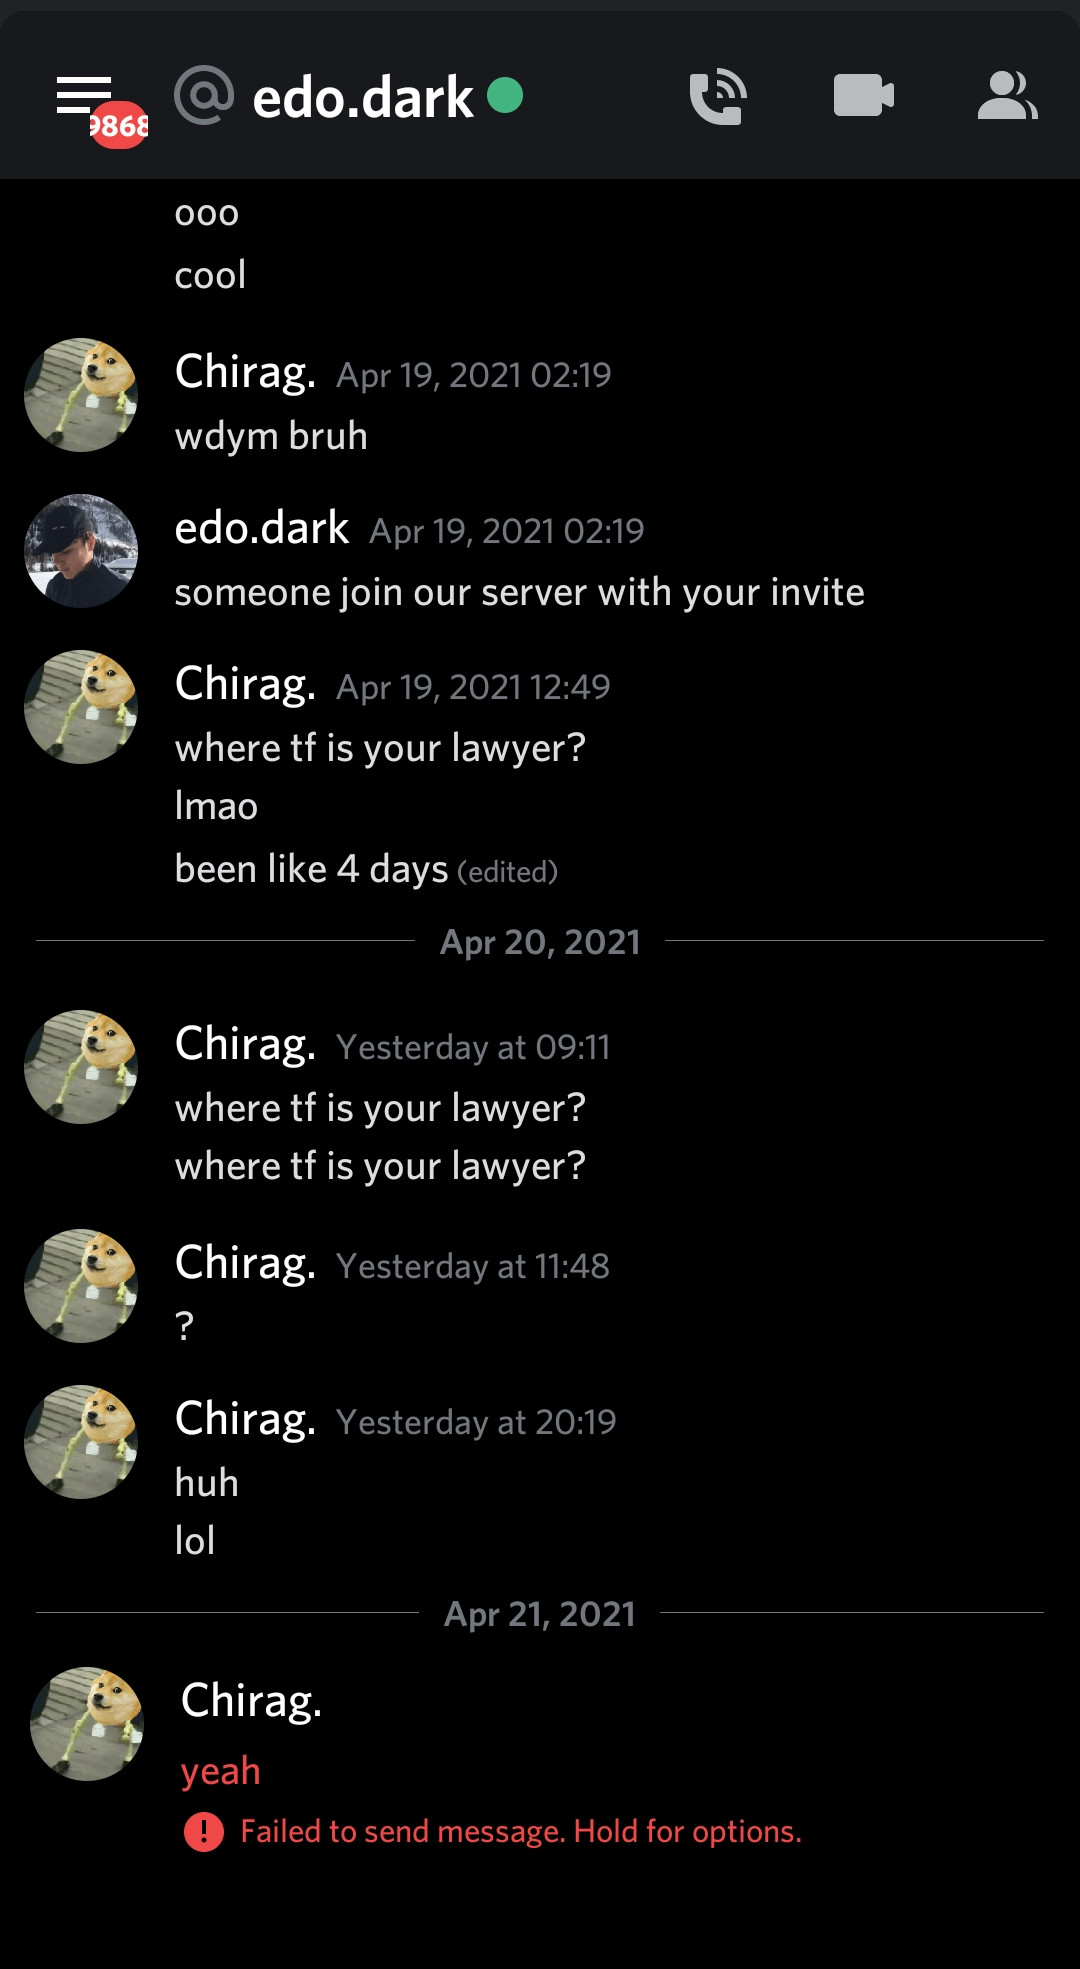 9868
@ edo.dark
ooo
cool
Chirag. Apr 19, 2021 02:19
wdym bruh
edo.dark Apr 19, 2021 02:19
someone join our server with your invite
Chirag. Apr 19, 2021 12:49
where tf is your lawyer?
lmao
been like 4 days (edited)
Apr 20, 2021
Chirag. Yesterday at 09:11
where tf is your lawyer?
where tf is your lawyer?
Chirag. Yesterday at 11:48
?
Chirag. Yesterday at 20:19
huh
lol
Apr 21, 2021
Chirag.
yeah
Failed to send message. Hold for options.